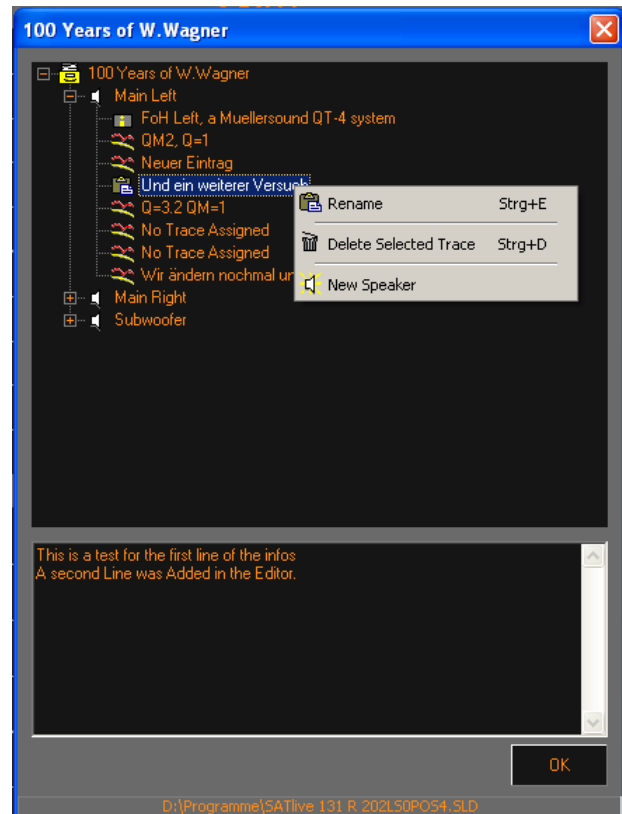 100 Years of W.Wagner
100 Years of W.Wagner
Main Left
FoH Left, a Muellersound QT-4 system
QM2, Q=1
Neuer Eintrag
Und ein weiterer Versuch
Q=3.2 QM=1
No Trace Assigned
No Trace Assigned
Wir ändern nochmal
Main Right
Subwoofer
Rename Strg+E
Delete Selected Trace Strg+D
New Speaker
This is a test for the first line of the infos
A second Line was Added in the Editor.
OK
D:\Programme\SATlive 131 R 202LS0POS4.SLD